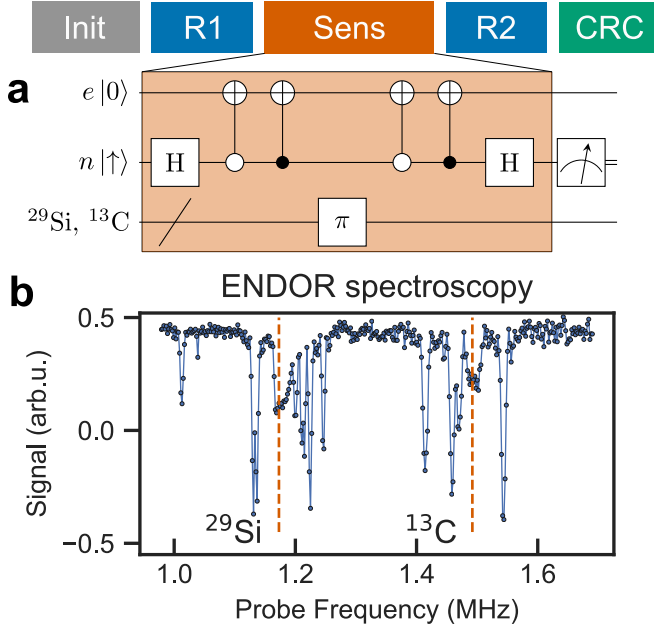 Init R1 Sens R2 CRC
a
e |0⟩
n |↑⟩
H H
²⁹Si, ¹³C
π
b
ENDOR spectroscopy
Signal (arb.u.)
0.5
0.0
−0.5
²⁹Si ¹³C
1.0 1.2 1.4 1.6
Probe Frequency (MHz)